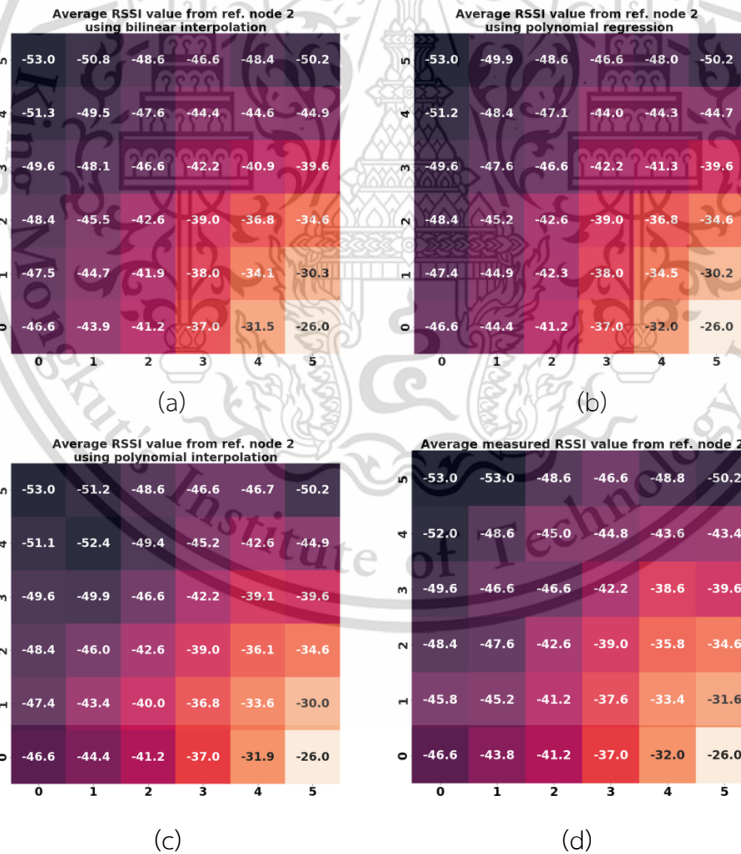 Average RSSI value from ref. node 2
using bilinear interpolation
5 -53.0 -50.8 -48.6 -46.6 -48.4 -50.2
4 -51.3 -49.5 -47.6 -44.4 -44.6 -44.9
3 -49.6 -48.1 -46.6 -42.2 -40.9 -39.6
2 -48.4 -45.5 -42.6 -39.0 -36.8 -34.6
1 -47.5 -44.7 -41.9 -38.0 -34.1 -30.3
0 -46.6 -43.9 -41.2 -37.0 -31.5 -26.0
0 1 2 3 4 5
(a)
Average RSSI value from ref. node 2
using polynomial regression
5 -53.0 -49.9 -48.6 -46.6 -48.0 -50.2
4 -51.2 -48.4 -47.1 -44.0 -44.3 -44.7
3 -49.6 -47.6 -46.6 -42.2 -41.3 -39.6
2 -48.4 -45.2 -42.6 -39.0 -36.8 -34.6
1 -47.4 -44.9 -42.3 -38.0 -34.5 -30.2
0 -46.6 -44.4 -41.2 -37.0 -32.0 -26.0
0 1 2 3 4 5
(b)
Average RSSI value from ref. node 2
using polynomial interpolation
5 -53.0 -51.2 -48.6 -46.6 -46.7 -50.2
4 -51.1 -52.4 -49.4 -45.2 -42.6 -44.9
3 -49.6 -49.9 -46.6 -42.2 -39.1 -39.6
2 -48.4 -46.0 -42.6 -39.0 -36.1 -34.6
1 -47.4 -43.4 -40.0 -36.8 -33.6 -30.0
0 -46.6 -44.4 -41.2 -37.0 -31.9 -26.0
0 1 2 3 4 5
(c)
Average measured RSSI value from ref. node 2
5 -53.0 -53.0 -48.6 -46.6 -48.8 -50.2
4 -52.0 -48.6 -45.0 -44.8 -43.6 -43.4
3 -49.6 -46.6 -46.6 -42.2 -38.6 -39.6
2 -48.4 -47.6 -42.6 -39.0 -35.8 -34.6
1 -45.8 -45.2 -41.2 -37.6 -33.4 -31.6
0 -46.6 -43.8 -41.2 -37.0 -32.0 -26.0
0 1 2 3 4 5
(d)
King Mongkut's Institute of Technology